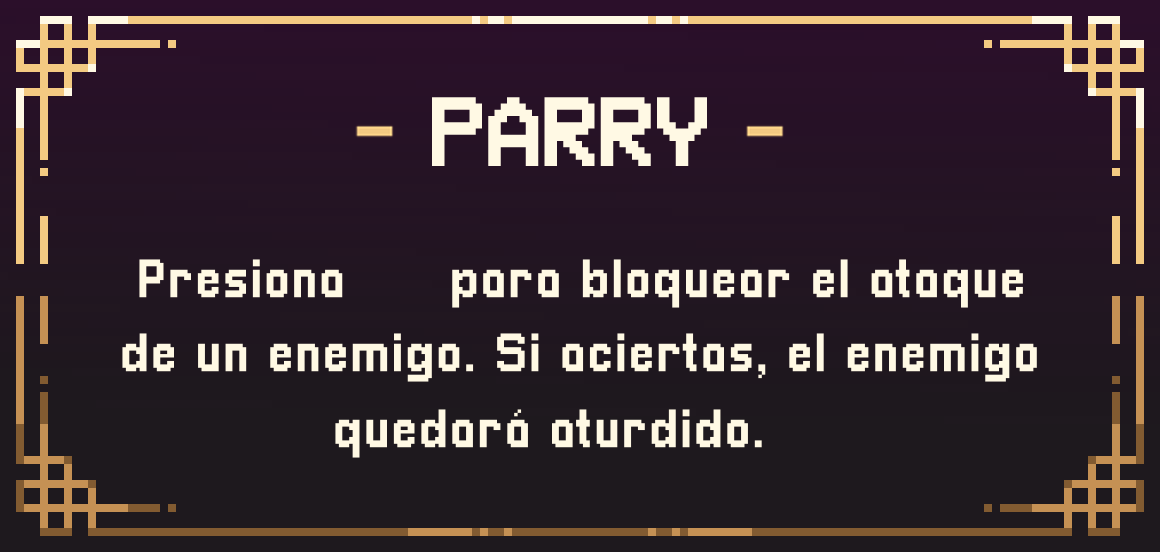 - PARRY -
Presiona para bloquear el ataque
de un enemigo. Si aciertas, el enemigo
quedará aturdido.